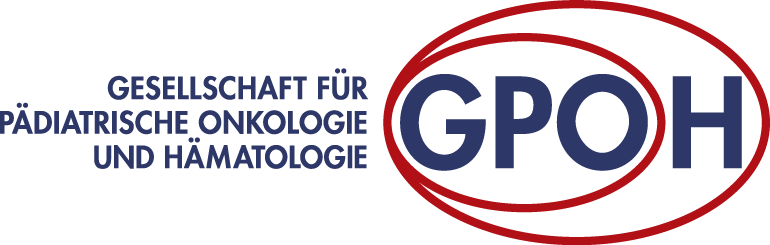 GESELLSCHAFT FÜR
PÄDIATRISCHE ONKOLOGIE
UND HÄMATOLOGIE
GPOH